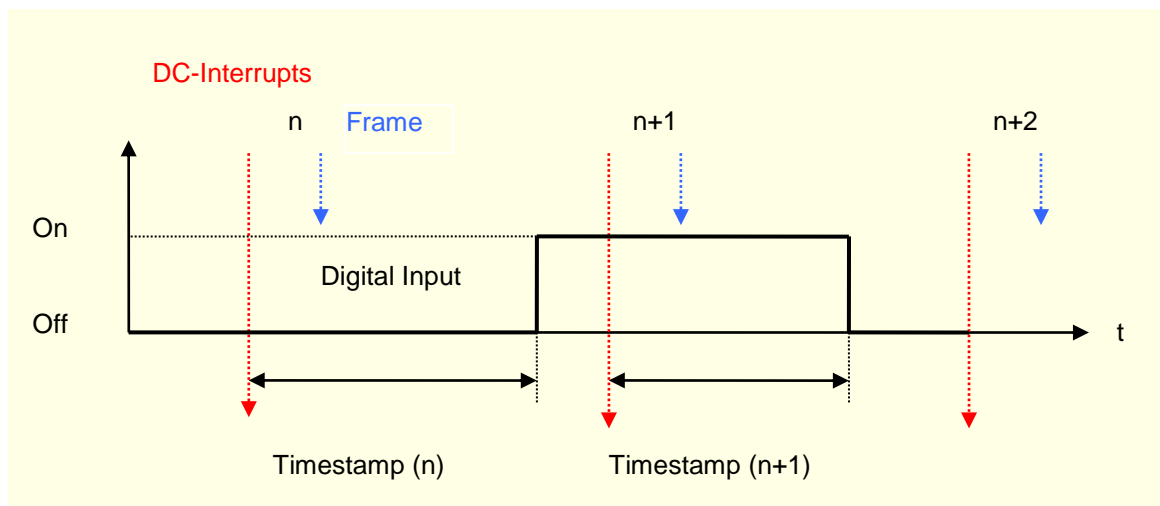 DC-Interrupts
n Frame n+1 n+2
On
Digital Input
Off
t
Timestamp (n) Timestamp (n+1)